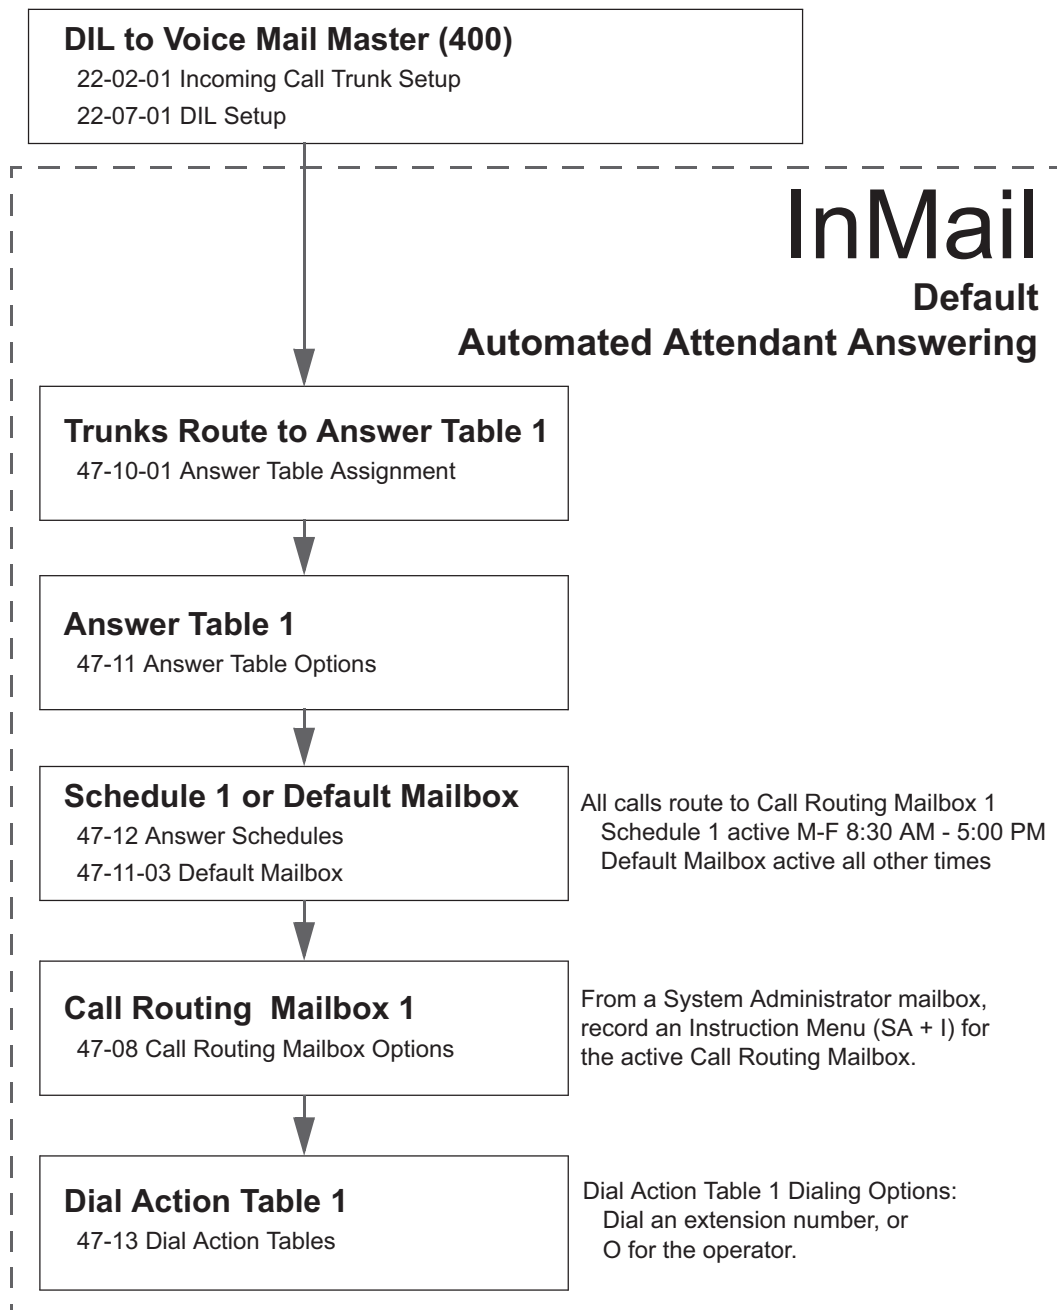 DIL to Voice Mail Master (400)
22-02-01 Incoming Call Trunk Setup
22-07-01 DIL Setup
InMail
Default
Automated Attendant Answering
Trunks Route to Answer Table 1
47-10-01 Answer Table Assignment
Answer Table 1
47-11 Answer Table Options
Schedule 1 or Default Mailbox
47-12 Answer Schedules
47-11-03 Default Mailbox
All calls route to Call Routing Mailbox 1
Schedule 1 active M-F 8:30 AM - 5:00 PM
Default Mailbox active all other times
Call Routing  Mailbox 1
47-08 Call Routing Mailbox Options
From a System Administrator mailbox,
record an Instruction Menu (SA + I) for
the active Call Routing Mailbox.
Dial Action Table 1
47-13 Dial Action Tables
Dial Action Table 1 Dialing Options:
Dial an extension number, or
O for the operator.